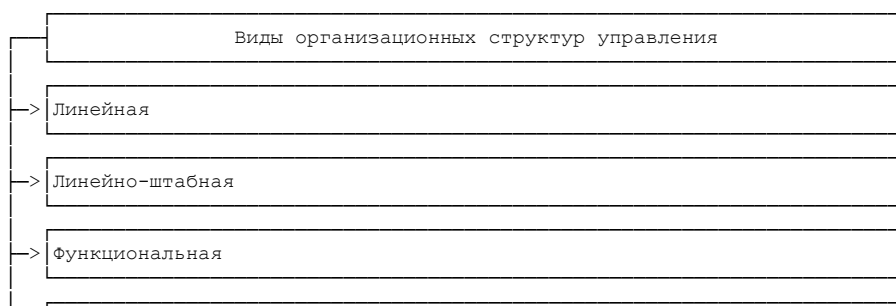 Виды организационных структур управления
Линейная
Линейно-штабная
Функциональная